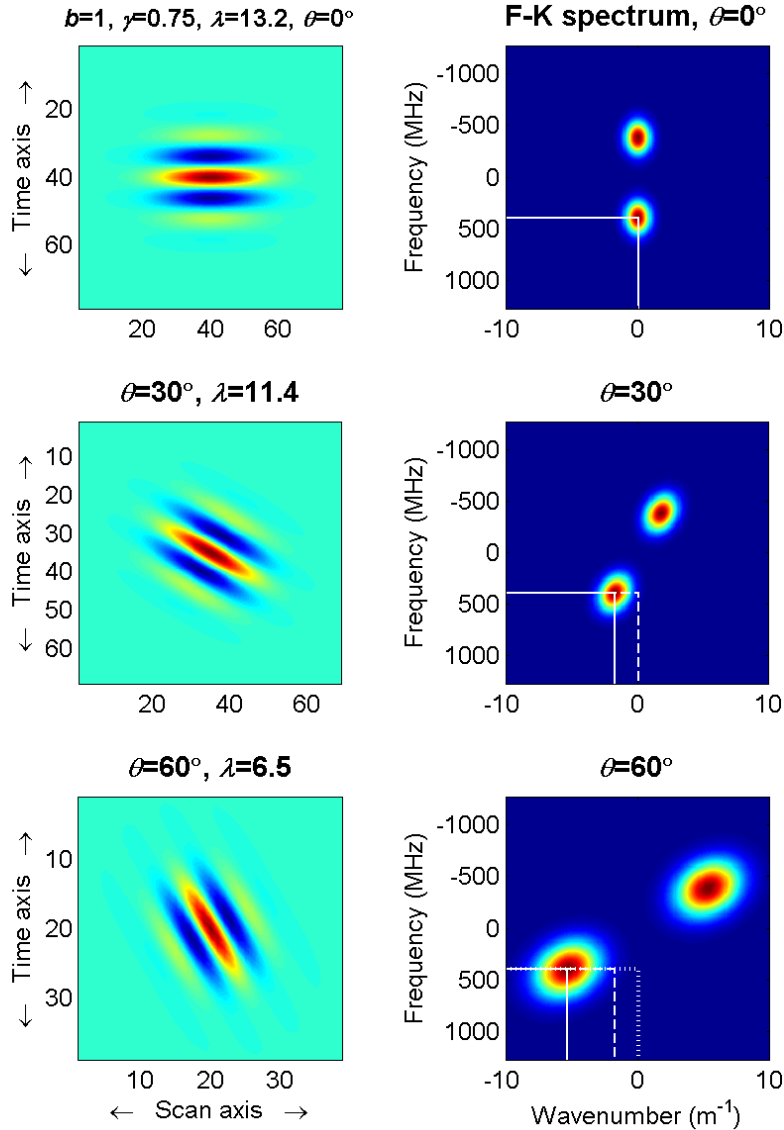 b=1, γ=0.75, λ=13.2, θ=0°
← Time axis →
20
40
60
20 40 60
F-K spectrum, θ=0°
Frequency (MHz)
-1000
-500
0
500
1000
-10 0 10
θ=30°, λ=11.4
← Time axis →
10
20
30
40
50
60
20 40 60
θ=30°
Frequency (MHz)
-1000
-500
0
500
1000
-10 0 10
θ=60°, λ=6.5
← Time axis →
10
20
30
10 20 30
← Scan axis →
θ=60°
Frequency (MHz)
-1000
-500
0
500
1000
-10 0 10
Wavenumber (m⁻¹)